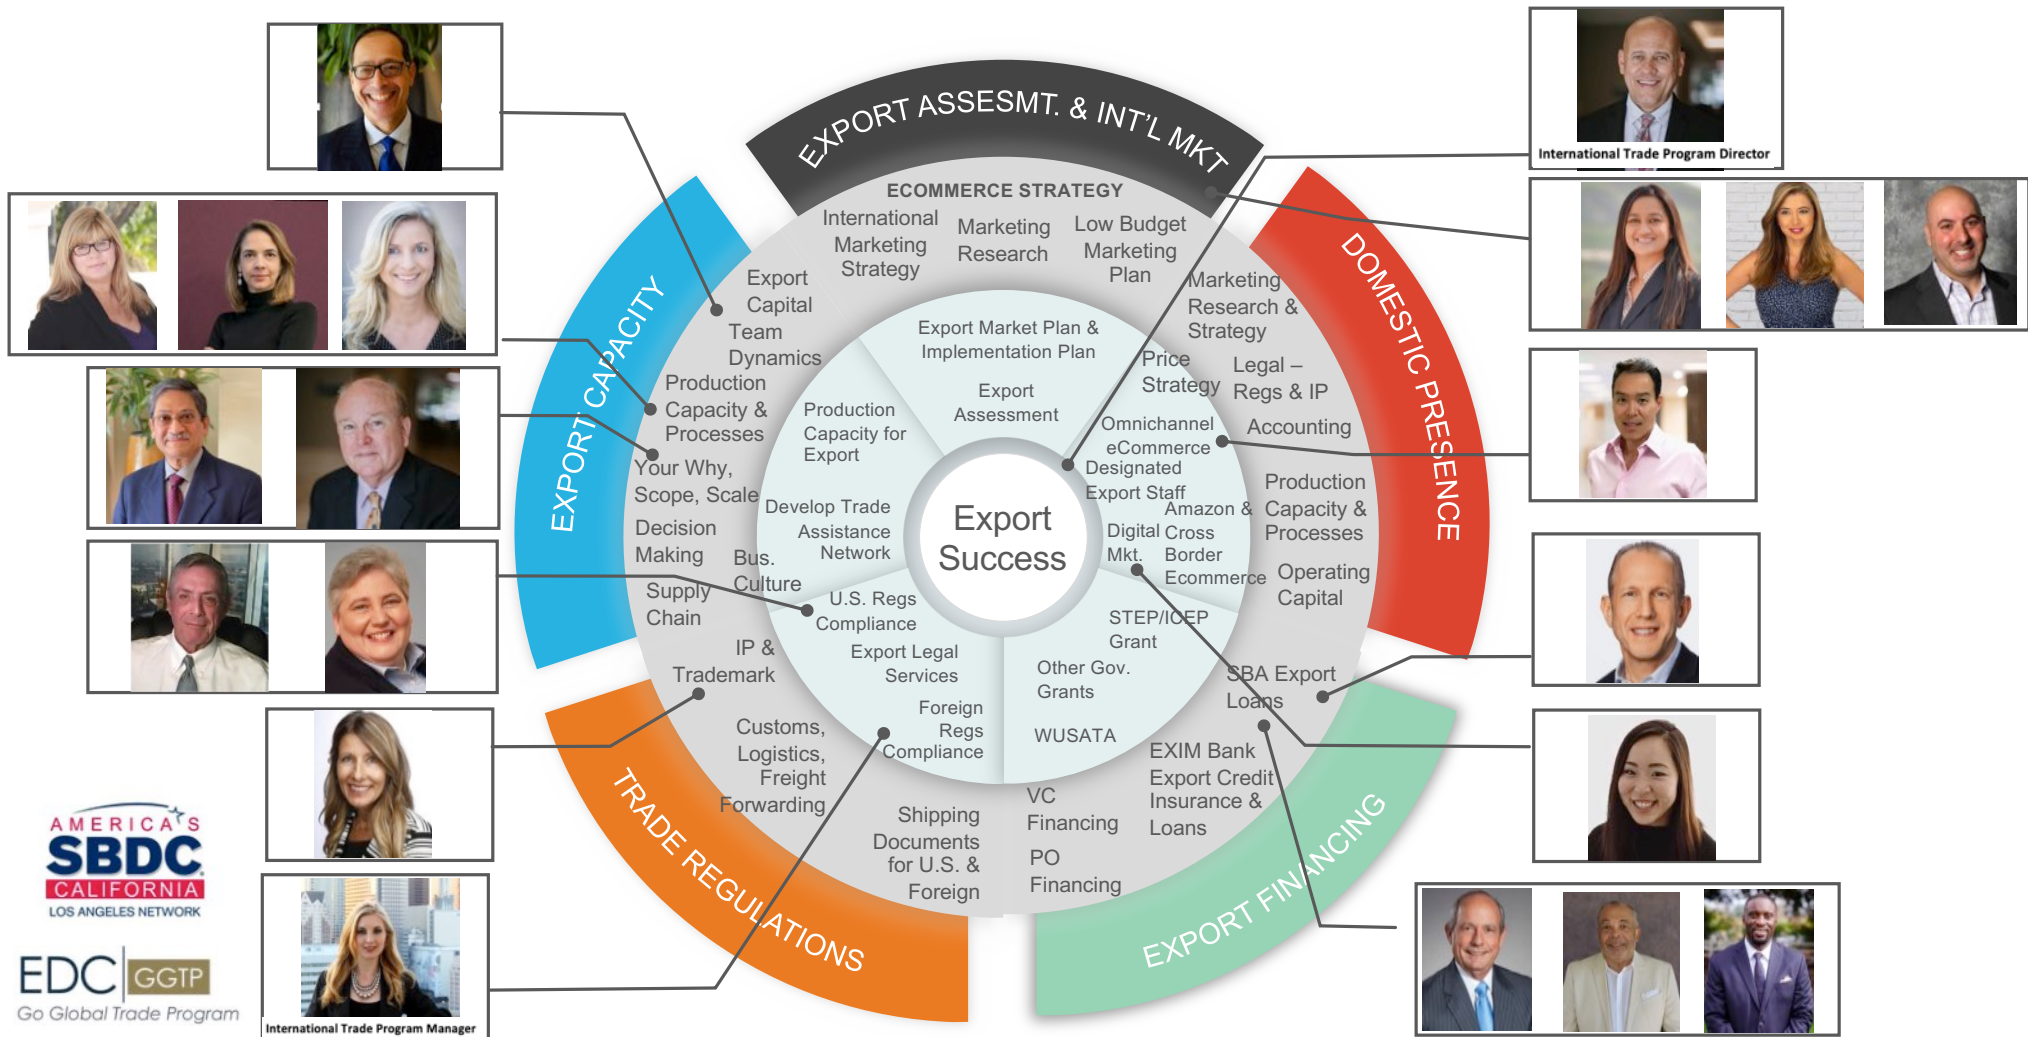 EXPORT ASSESMT. & INT'L MKT
ECOMMERCE STRATEGY
International
Marketing
Strategy
Marketing
Research
Low Budget
Marketing
Plan
DOMESTIC PRESENCE
Marketing
Research &
Strategy
Legal –
Regs & IP
Accounting
Production
Capacity &
Processes
Operating
Capital
EXPORT CAPACITY
Export
Capital
Team
Dynamics
Production
Capacity &
Processes
Your Why,
Scope, Scale
Decision
Making
Bus.
Culture
Supply
Chain
Export Market Plan &
Implementation Plan
Export
Assessment
Price
Strategy
Omnichannel
eCommerce
Designated
Export Staff
Amazon &
Cross
Border
Ecommerce
Digital
Mkt.
Production
Capacity for
Export
Develop Trade
Assistance
Network
Export
Success
U.S. Regs
Compliance
Export Legal
Services
Foreign
Regs
Compliance
STEP/ICEP
Grant
Other Gov.
Grants
WUSATA
TRADE REGULATIONS
IP &
Trademark
Customs,
Logistics,
Freight
Forwarding
Shipping
Documents
for U.S. &
Foreign
EXPORT FINANCING
SBA Export
Loans
EXIM Bank
Export Credit
Insurance &
Loans
VC
Financing
PO
Financing
International Trade Program Director
International Trade Program Manager
AMERICA'S
SBDC
CALIFORNIA
LOS ANGELES NETWORK
EDC GGTP
Go Global Trade Program